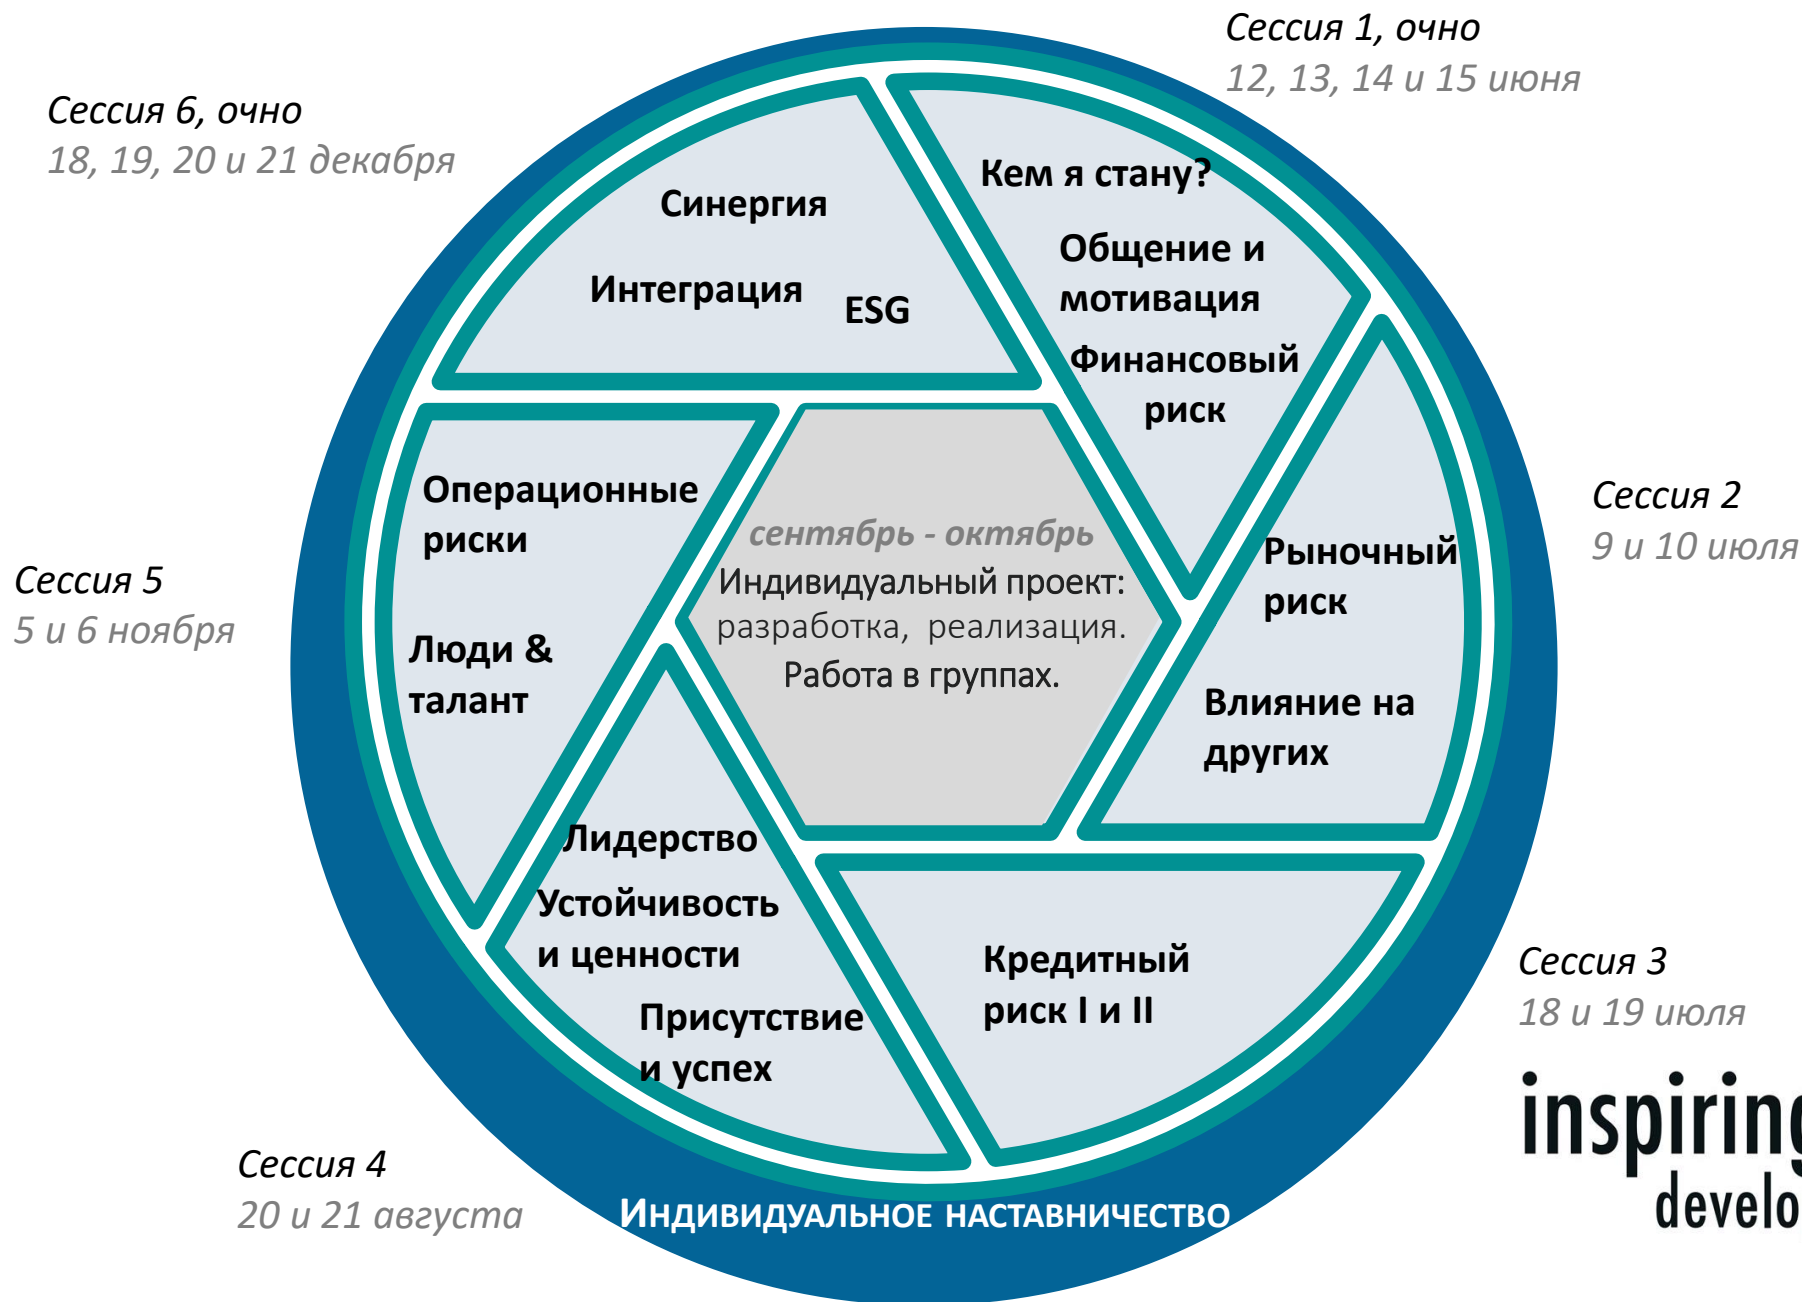 Сессия 1, очно
12, 13, 14 и 15 июня
Кем я стану?
Общение и
мотивация
Финансовый
риск
Сессия 2
9 и 10 июля
Рыночный
риск
Влияние на
других
Сессия 3
18 и 19 июля
Кредитный
риск I и II
Сессия 4
20 и 21 августа
Лидерство
Устойчивость
и ценности
Присутствие
и успех
Сессия 5
5 и 6 ноября
Операционные
риски
Люди &
талант
Сессия 6, очно
18, 19, 20 и 21 декабря
Синергия
Интеграция
ESG
сентябрь - октябрь
Индивидуальный проект:
разработка, реализация.
Работа в группах.
ИНДИВИДУАЛЬНОЕ НАСТАВНИЧЕСТВО
inspiring
develo